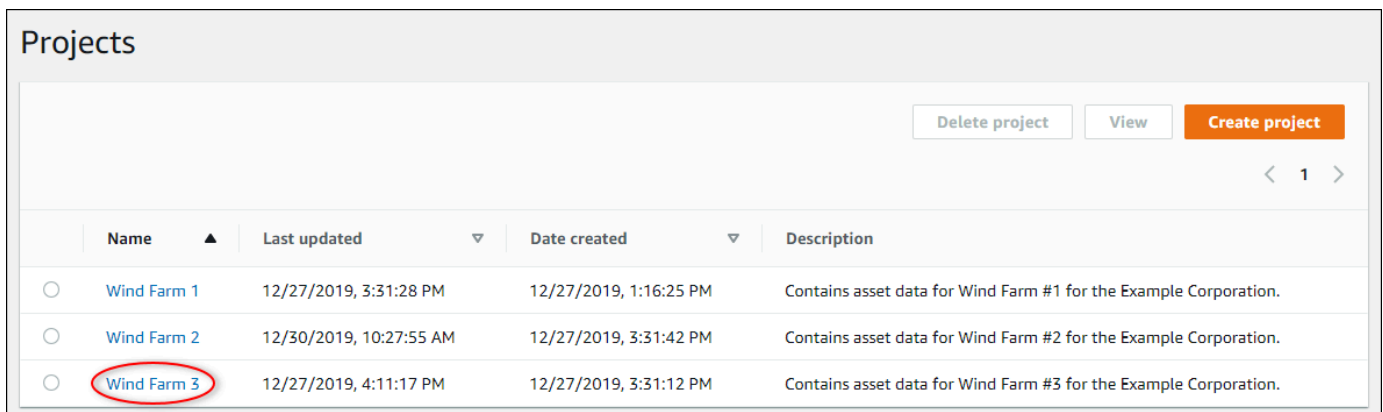 Projects
Delete project View Create project
1
Name Last updated Date created Description
Wind Farm 1 12/27/2019, 3:31:28 PM 12/27/2019, 1:16:25 PM Contains asset data for Wind Farm #1 for the Example Corporation.
Wind Farm 2 12/30/2019, 10:27:55 AM 12/27/2019, 3:31:42 PM Contains asset data for Wind Farm #2 for the Example Corporation.
Wind Farm 3 12/27/2019, 4:11:17 PM 12/27/2019, 3:31:12 PM Contains asset data for Wind Farm #3 for the Example Corporation.